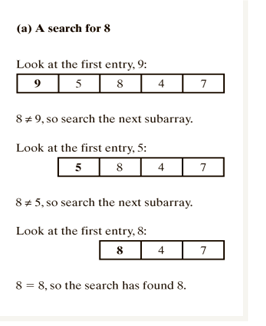 (a) A search for 8
Look at the first entry, 9:
9 5 8 4 7
8 ≠ 9, so search the next subarray.
Look at the first entry, 5:
5 8 4 7
8 ≠ 5, so search the next subarray.
Look at the first entry, 8:
8 4 7
8 = 8, so the search has found 8.